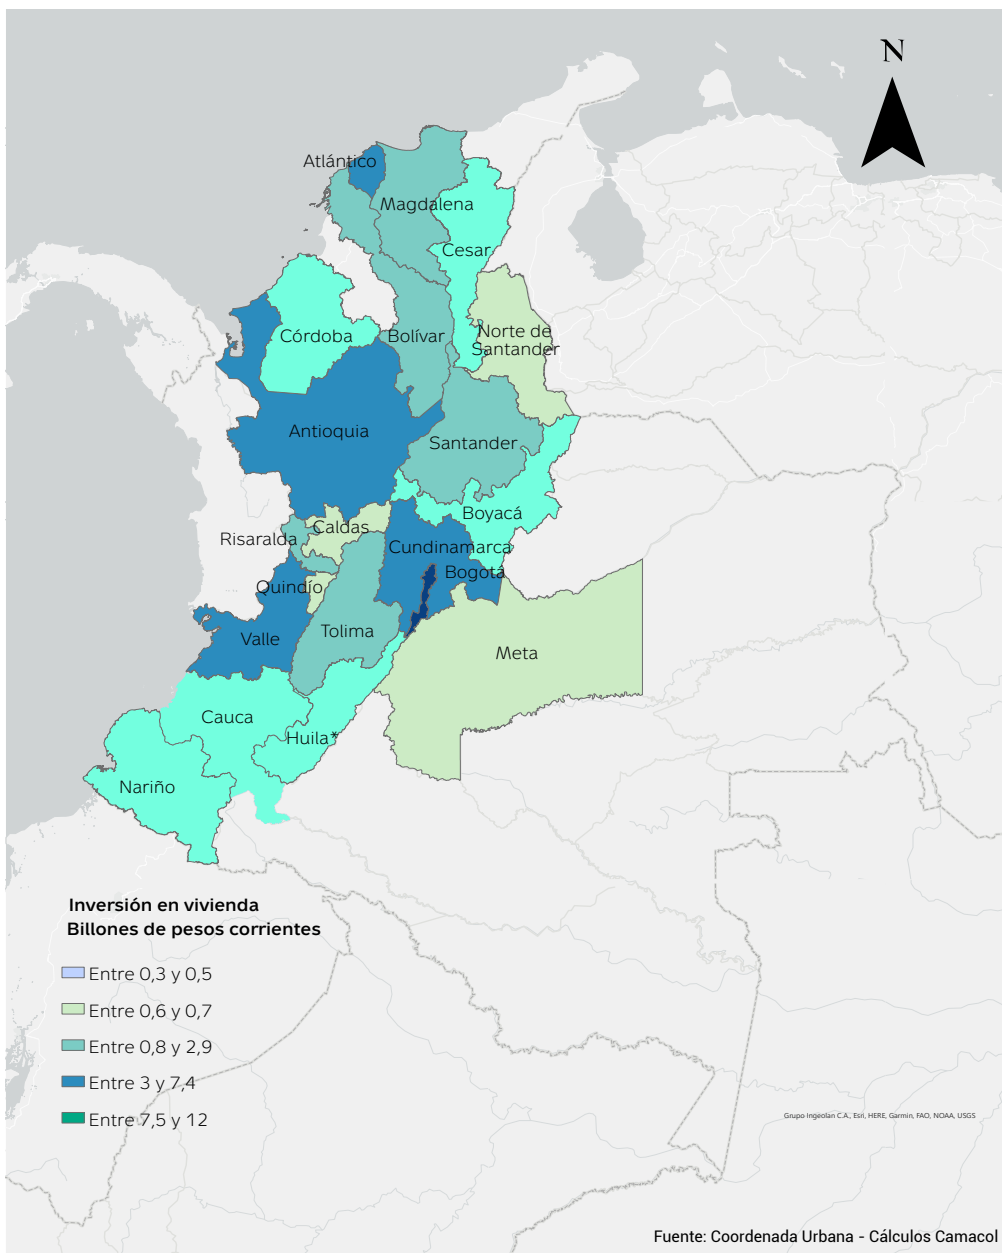 N
Atlántico
Magdalena
Cesar
Córdoba
Bolívar
Norte de
Santander
Antioquia
Santander
Boyacá
Caldas
Risaralda
Cundinamarca
Bogotá
Quindío
Tolima
Valle
Meta
Cauca
Huila*
Nariño
Inversión en vivienda
Billones de pesos corrientes
Entre 0,3 y 0,5
Entre 0,6 y 0,7
Entre 0,8 y 2,9
Entre 3 y 7,4
Entre 7,5 y 12
Grupo Ingeolan C.A., Esri, HERE, Garmin, FAO, NOAA, USGS
Fuente: Coordenada Urbana - Cálculos Camacol